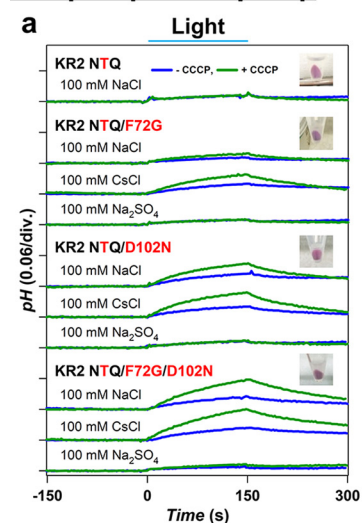 a
Light
KR2 NTQ
- CCCP, + CCCP
100 mM NaCl
KR2 NTQ/F72G
100 mM NaCl
100 mM CsCl
100 mM Na₂SO₄
KR2 NTQ/D102N
100 mM NaCl
100 mM CsCl
100 mM Na₂SO₄
KR2 NTQ/F72G/D102N
100 mM NaCl
100 mM CsCl
100 mM Na₂SO₄
pH (0.06/div.)
-150 0 150 300
Time (s)